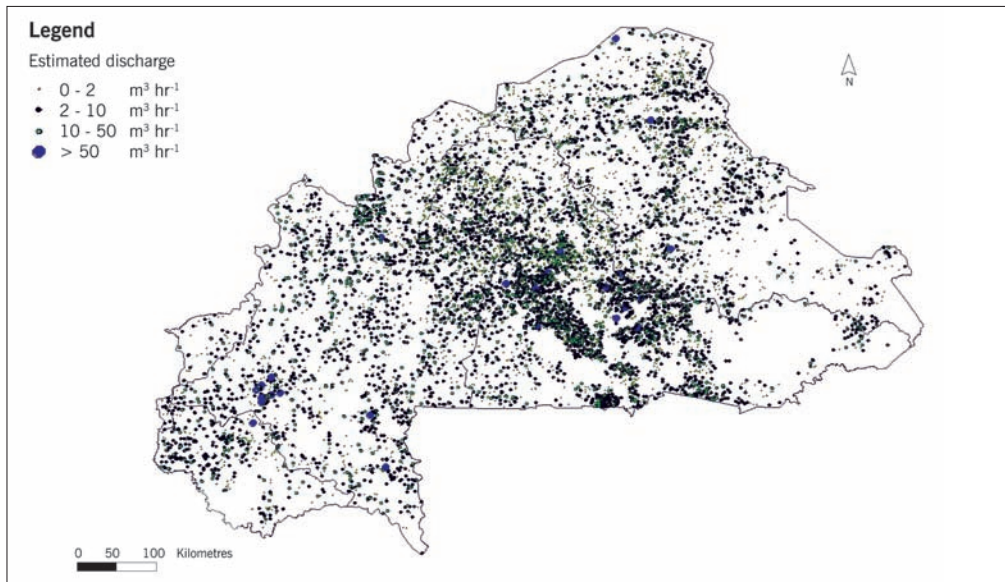 Legend
Estimated discharge
0 - 2 m³ hr⁻¹
2 - 10 m³ hr⁻¹
10 - 50 m³ hr⁻¹
> 50 m³ hr⁻¹
N
0 50 100 Kilometres